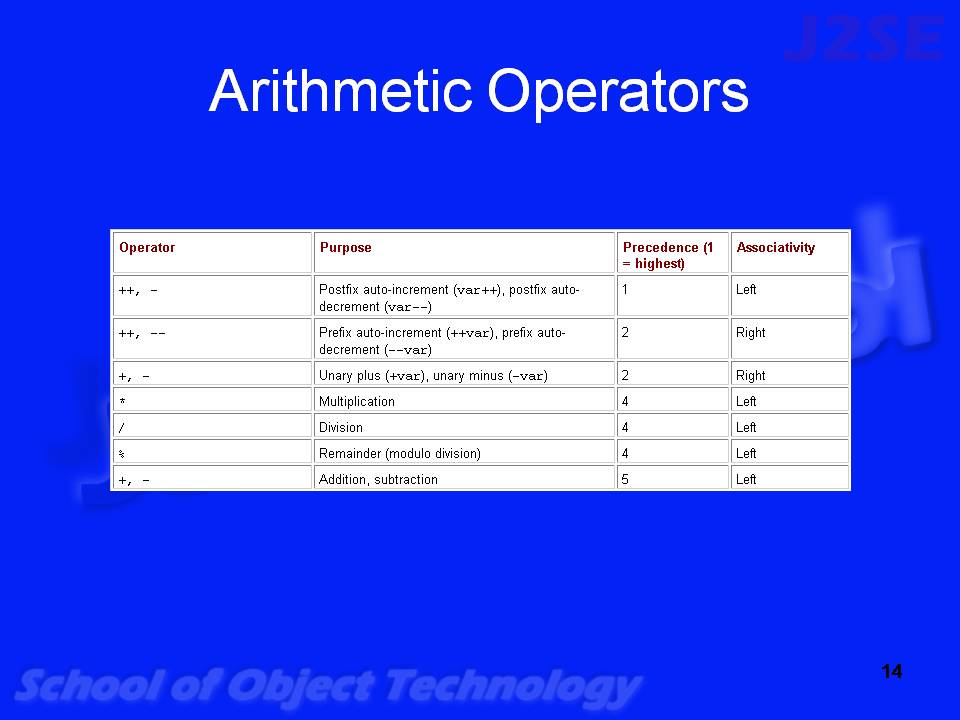 J2SE
Arithmetic Operators
Operator Purpose Precedence (1 Associativity
= highest)
++, - Postfix auto-increment (var++), postfix auto- 1 Left
decrement (var--)
++, -- Prefix auto-increment (++var), prefix auto- 2 Right
decrement (--var)
+, - Unary plus (+var), unary minus (-var) 2 Right
* Multiplication 4 Left
/ Division 4 Left
% Remainder (modulo division) 4 Left
+, - Addition, subtraction 5 Left
14
School of Object Technology